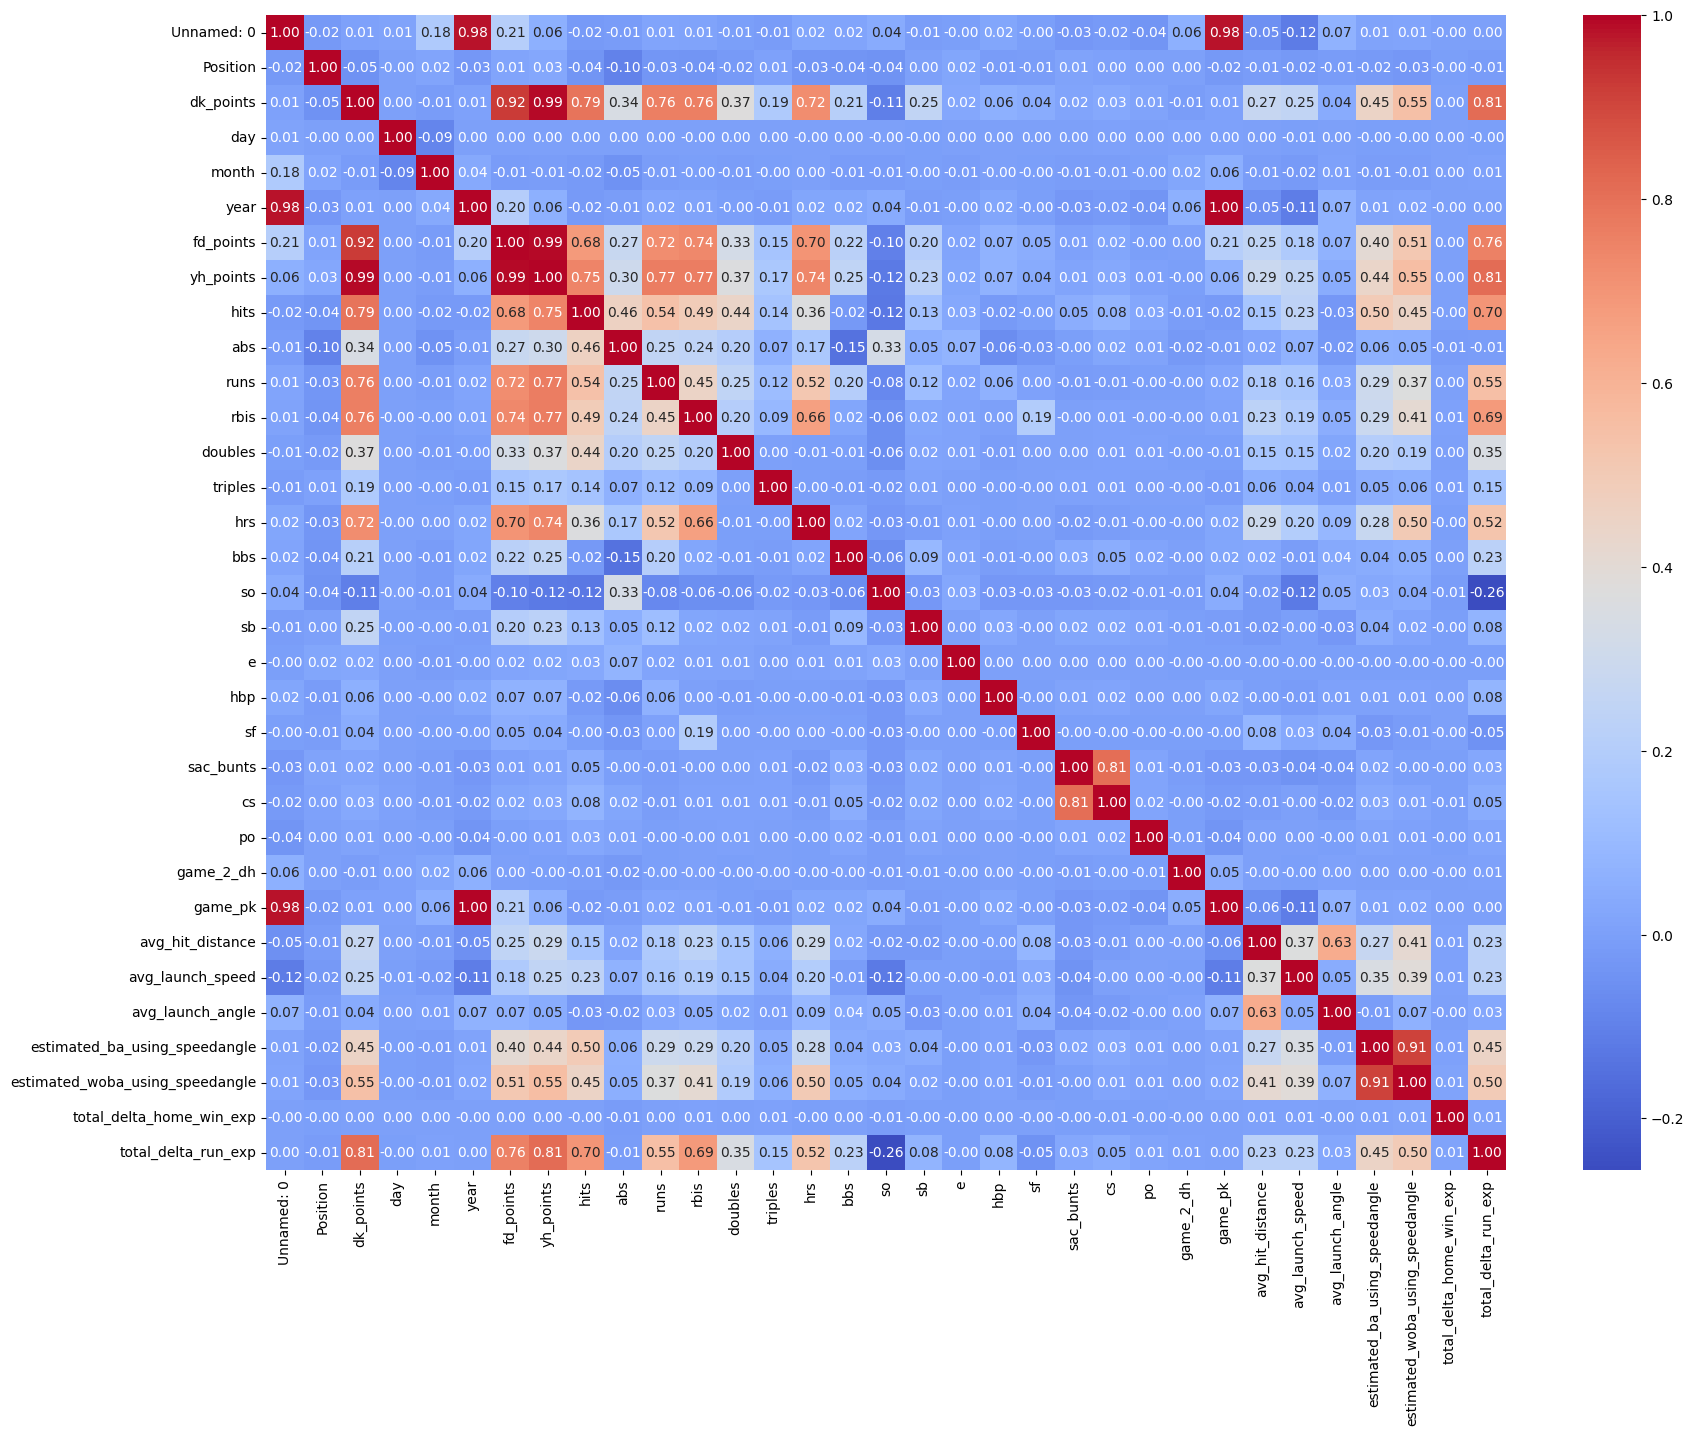 Unnamed: 0 1.00 -0.02 0.01 0.01 0.18 0.98 0.21 0.06 -0.02 -0.01 0.01 0.01 -0.01 -0.01 0.02 0.02 0.04 -0.01 -0.00 0.02 -0.00 -0.03 -0.02 -0.04 0.06 0.98 -0.05 -0.12 0.07 0.01 0.01 -0.00 0.00
Position -0.02 1.00 -0.05 -0.00 0.02 -0.03 0.01 0.03 -0.04 -0.10 -0.03 -0.04 -0.02 0.01 -0.03 -0.04 -0.04 0.00 0.02 -0.01 -0.01 0.01 0.00 0.00 0.00 -0.02 -0.01 -0.02 -0.01 -0.02 -0.03 -0.00 -0.01
dk_points 0.01 -0.05 1.00 0.00 -0.01 0.01 0.92 0.99 0.79 0.34 0.76 0.76 0.37 0.19 0.72 0.21 -0.11 0.25 0.02 0.06 0.04 0.02 0.03 0.01 -0.01 0.01 0.27 0.25 0.04 0.45 0.55 0.00 0.81
day 0.01 -0.00 0.00 1.00 -0.09 0.00 0.00 0.00 0.00 0.00 0.00 -0.00 0.00 0.00 -0.00 -0.00 -0.00 -0.00 0.00 0.00 0.00 0.00 0.00 0.00 0.00 0.00 0.00 -0.01 0.00 -0.00 -0.00 0.00 -0.00
month 0.18 0.02 -0.01 -0.09 1.00 0.04 -0.01 -0.01 -0.02 -0.05 -0.01 -0.00 -0.01 -0.00 0.00 -0.01 -0.01 -0.00 -0.01 -0.00 -0.01 -0.00 -0.01 -0.00 0.02 0.06 -0.01 -0.02 0.01 -0.01 -0.01 -0.00 0.01
year 0.98 -0.03 0.01 0.00 0.04 1.00 0.20 0.06 -0.02 -0.01 0.02 0.01 -0.00 -0.01 0.02 0.02 0.04 -0.01 -0.00 0.02 -0.00 -0.03 -0.02 -0.04 0.06 1.00 -0.05 -0.11 0.07 0.01 0.02 -0.00 0.00
fd_points 0.21 0.01 0.92 0.00 -0.01 0.20 1.00 0.99 0.68 0.27 0.72 0.74 0.33 0.15 0.70 0.22 -0.10 0.20 0.02 0.07 0.05 0.01 0.02 -0.00 0.00 0.21 0.25 0.18 0.07 0.40 0.51 0.00 0.76
yh_points 0.06 0.03 0.99 0.00 -0.01 0.06 0.99 1.00 0.75 0.30 0.77 0.77 0.37 0.17 0.74 0.25 -0.12 0.23 0.02 0.07 0.04 0.01 0.03 0.01 -0.00 0.06 0.29 0.25 0.05 0.44 0.55 0.00 0.81
hits -0.02 -0.04 0.79 0.00 -0.02 -0.02 0.68 0.75 1.00 0.46 0.54 0.49 0.44 0.14 0.36 -0.02 -0.12 0.13 0.03 -0.02 -0.00 0.05 0.08 0.03 -0.01 -0.02 0.15 0.23 -0.03 0.50 0.45 -0.00 0.70
abs -0.01 -0.10 0.34 0.00 -0.05 -0.01 0.27 0.30 0.46 1.00 0.25 0.24 0.20 0.07 0.17 -0.15 0.33 0.05 0.07 -0.06 -0.03 -0.00 0.02 0.01 -0.02 -0.01 0.02 0.07 -0.02 0.06 0.05 -0.01 -0.01
runs 0.01 -0.03 0.76 0.00 -0.01 0.02 0.72 0.77 0.54 0.25 1.00 0.45 0.25 0.12 0.52 0.20 -0.08 0.12 0.02 0.06 0.00 -0.01 -0.01 -0.00 -0.00 0.02 0.18 0.16 0.03 0.29 0.37 0.00 0.55
rbis 0.01 -0.04 0.76 -0.00 -0.00 0.01 0.74 0.77 0.49 0.24 0.45 1.00 0.20 0.09 0.66 0.02 -0.06 0.02 0.01 0.00 0.19 -0.00 0.01 -0.00 -0.00 0.01 0.23 0.19 0.05 0.29 0.41 0.01 0.69
doubles -0.01 -0.02 0.37 0.00 -0.01 -0.00 0.33 0.37 0.44 0.20 0.25 0.20 1.00 0.00 -0.01 -0.01 -0.06 0.02 0.01 -0.01 0.00 0.00 0.01 0.01 -0.00 -0.01 0.15 0.15 0.02 0.20 0.19 0.00 0.35
triples -0.01 0.01 0.19 0.00 -0.00 -0.01 0.15 0.17 0.14 0.07 0.12 0.09 0.00 1.00 -0.00 -0.01 -0.02 0.01 0.00 -0.00 -0.00 0.01 0.01 0.00 -0.00 -0.01 0.06 0.04 0.01 0.05 0.06 0.00 0.15
hrs 0.02 -0.03 0.72 -0.00 0.00 0.02 0.70 0.74 0.36 0.17 0.52 0.66 -0.01 -0.00 1.00 0.02 -0.03 -0.01 0.01 -0.00 -0.00 -0.02 -0.01 -0.00 -0.00 0.02 0.29 0.20 0.09 0.28 0.50 -0.00 0.52
bbs 0.02 -0.04 0.21 -0.00 -0.01 0.02 0.22 0.25 -0.02 -0.15 0.20 0.02 -0.01 -0.01 0.02 1.00 -0.06 0.09 0.01 -0.01 -0.00 0.03 0.05 0.02 -0.00 0.02 0.02 -0.01 0.04 0.04 0.05 0.00 0.23
so 0.04 -0.04 -0.11 -0.00 -0.01 0.04 -0.10 -0.12 -0.12 0.33 -0.08 -0.06 -0.06 -0.02 -0.03 -0.06 1.00 -0.03 0.03 -0.03 -0.03 -0.03 -0.02 -0.01 -0.01 0.04 -0.02 -0.12 0.05 0.03 0.04 -0.01 -0.26
sb -0.01 0.00 0.25 -0.00 -0.00 -0.01 0.20 0.23 0.13 0.05 0.12 0.02 0.02 0.01 -0.01 0.09 -0.03 1.00 0.00 0.03 -0.00 0.02 0.02 0.01 -0.01 -0.01 -0.02 -0.00 -0.03 0.04 0.02 -0.00 0.08
e -0.00 0.02 0.02 0.00 -0.01 -0.00 0.02 0.02 0.03 0.07 0.02 0.01 0.01 0.00 0.01 0.01 0.03 0.00 1.00 0.00 0.00 0.00 0.00 0.00 0.00 -0.00 -0.00 -0.00 -0.00 -0.00 -0.00 -0.00 -0.00
hbp 0.02 -0.01 0.06 0.00 -0.00 0.02 0.07 0.07 -0.02 -0.06 0.06 0.00 -0.01 -0.00 -0.00 -0.01 -0.03 0.03 0.00 1.00 -0.00 0.01 0.02 0.00 0.00 0.02 -0.00 -0.01 0.01 0.01 0.01 -0.00 0.08
sf -0.00 -0.01 0.04 0.00 -0.01 -0.00 0.05 0.04 -0.00 -0.03 0.00 0.19 0.00 -0.00 -0.00 -0.00 -0.03 -0.00 0.00 -0.00 1.00 -0.00 -0.00 -0.00 -0.00 -0.00 0.08 0.03 0.04 -0.03 -0.01 -0.00 -0.05
sac_bunts -0.03 0.01 0.02 0.00 -0.00 -0.03 0.01 0.01 0.05 -0.00 -0.01 -0.00 0.00 0.01 -0.02 0.03 -0.03 0.02 0.00 0.01 -0.00 1.00 0.81 0.01 -0.01 -0.03 -0.03 -0.04 -0.04 0.02 -0.00 -0.00 0.03
cs -0.02 0.00 0.03 0.00 -0.01 -0.02 0.02 0.03 0.08 0.02 -0.01 0.01 0.01 0.01 -0.01 0.05 -0.02 0.02 0.00 0.02 -0.00 0.81 1.00 0.02 -0.00 -0.02 -0.01 -0.00 -0.02 0.03 0.01 -0.01 0.05
po -0.04 0.00 0.01 0.00 -0.00 -0.04 -0.00 0.01 0.03 0.01 -0.00 -0.00 0.01 0.00 -0.00 0.02 -0.01 0.01 0.00 0.00 -0.00 0.01 0.02 1.00 -0.01 -0.04 0.00 0.00 -0.00 0.01 0.01 -0.00 0.01
game_2_dh 0.06 0.00 -0.01 0.00 0.02 0.06 0.00 -0.00 -0.01 -0.02 -0.00 -0.00 -0.00 -0.00 -0.00 -0.00 -0.01 -0.01 0.00 0.00 -0.00 -0.01 -0.00 -0.01 1.00 0.05 -0.00 -0.00 0.00 -0.00 0.00 0.00 0.01
game_pk 0.98 -0.02 0.01 0.00 0.06 1.00 0.21 0.06 -0.02 -0.01 0.02 0.01 -0.01 -0.01 0.02 0.02 0.04 -0.01 -0.00 0.02 -0.00 -0.03 -0.02 -0.04 0.05 1.00 -0.06 -0.11 0.07 0.01 0.02 0.00 0.00
avg_hit_distance -0.05 -0.01 0.27 0.00 -0.01 -0.05 0.25 0.29 0.15 0.02 0.18 0.23 0.15 0.06 0.29 0.02 -0.02 -0.02 -0.00 -0.00 0.08 -0.03 -0.01 0.00 -0.00 -0.06 1.00 0.37 0.63 0.27 0.41 0.01 0.23
avg_launch_speed -0.12 -0.02 0.25 -0.01 -0.02 -0.11 0.18 0.25 0.23 0.07 0.16 0.19 0.15 0.04 0.20 -0.01 -0.12 -0.00 -0.00 -0.01 0.03 -0.04 -0.00 0.00 -0.00 -0.11 0.37 1.00 0.05 0.35 0.39 0.01 0.23
avg_launch_angle 0.07 -0.01 0.04 0.00 0.01 0.07 0.07 0.05 -0.03 -0.02 0.03 0.05 0.02 0.01 0.09 0.04 0.05 -0.03 -0.00 0.01 0.04 -0.04 -0.02 -0.00 0.00 0.07 0.63 0.05 1.00 -0.01 0.07 -0.00 0.03
estimated_ba_using_speedangle 0.01 -0.02 0.45 -0.00 -0.01 0.01 0.40 0.44 0.50 0.06 0.29 0.29 0.20 0.05 0.28 0.04 0.03 0.04 -0.00 0.01 -0.03 0.02 0.03 0.01 -0.00 0.01 0.27 0.35 -0.01 1.00 0.91 0.01 0.45
estimated_woba_using_speedangle 0.01 -0.03 0.55 -0.00 -0.01 0.02 0.51 0.55 0.45 0.05 0.37 0.41 0.19 0.06 0.50 0.05 0.04 0.02 -0.00 0.01 -0.01 -0.00 0.01 0.01 0.00 0.02 0.41 0.39 0.07 0.91 1.00 0.01 0.50
total_delta_home_win_exp -0.00 -0.00 0.00 0.00 -0.00 -0.00 0.00 0.00 -0.00 -0.01 0.00 0.01 0.00 0.00 -0.00 0.00 -0.01 -0.00 -0.00 -0.00 -0.00 -0.00 -0.01 -0.00 0.00 0.00 0.01 0.01 -0.00 0.01 0.01 1.00 0.01
total_delta_run_exp 0.00 -0.01 0.81 -0.00 0.01 0.00 0.76 0.81 0.70 -0.01 0.55 0.69 0.35 0.15 0.52 0.23 -0.26 0.08 -0.00 0.08 -0.05 0.03 0.05 0.01 0.01 0.00 0.23 0.23 0.03 0.45 0.50 0.01 1.00
Unnamed: 0
Position
dk_points
day
month
year
fd_points
yh_points
hits
abs
runs
rbis
doubles
triples
hrs
bbs
so
sb
e
hbp
sf
sac_bunts
cs
po
game_2_dh
game_pk
avg_hit_distance
avg_launch_speed
avg_launch_angle
estimated_ba_using_speedangle
estimated_woba_using_speedangle
total_delta_home_win_exp
total_delta_run_exp
1.0
0.8
0.6
0.4
0.2
0.0
−0.2